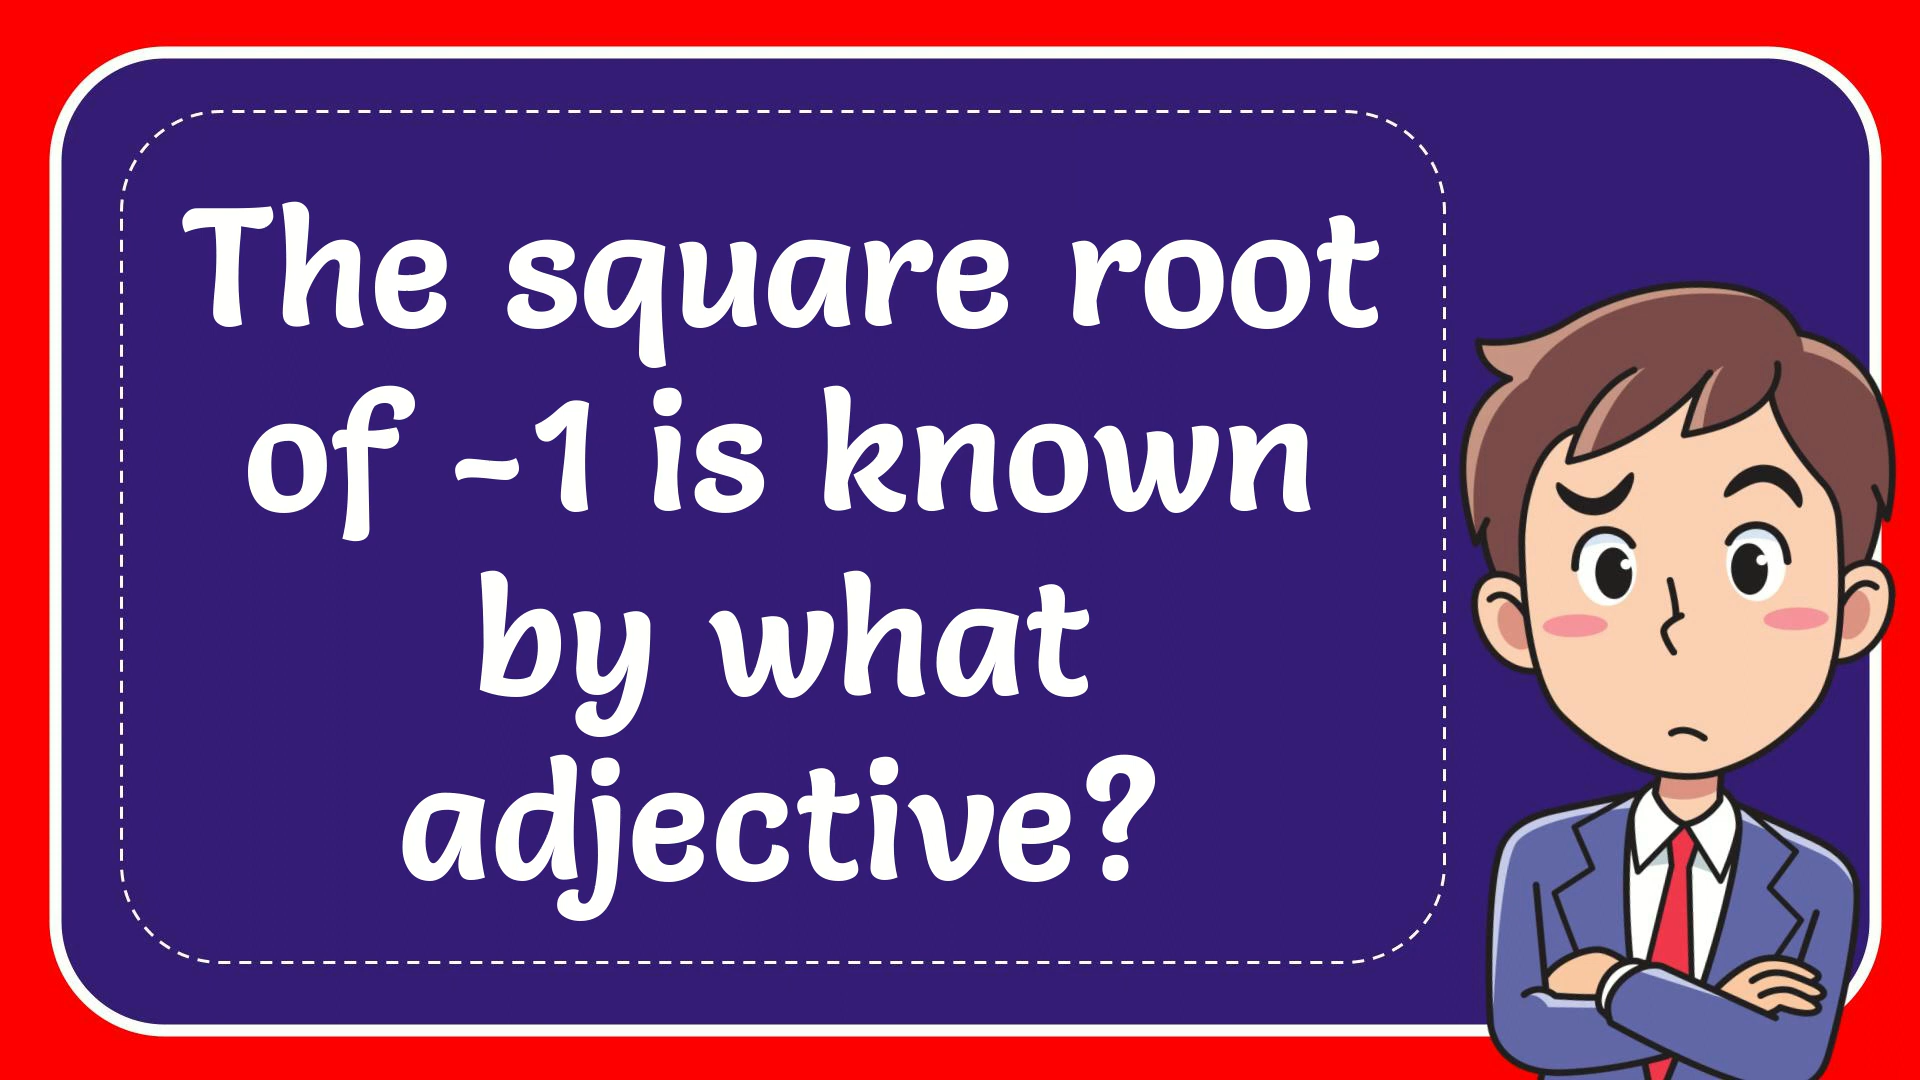 The square root
of -1 is known
by what
adjective?